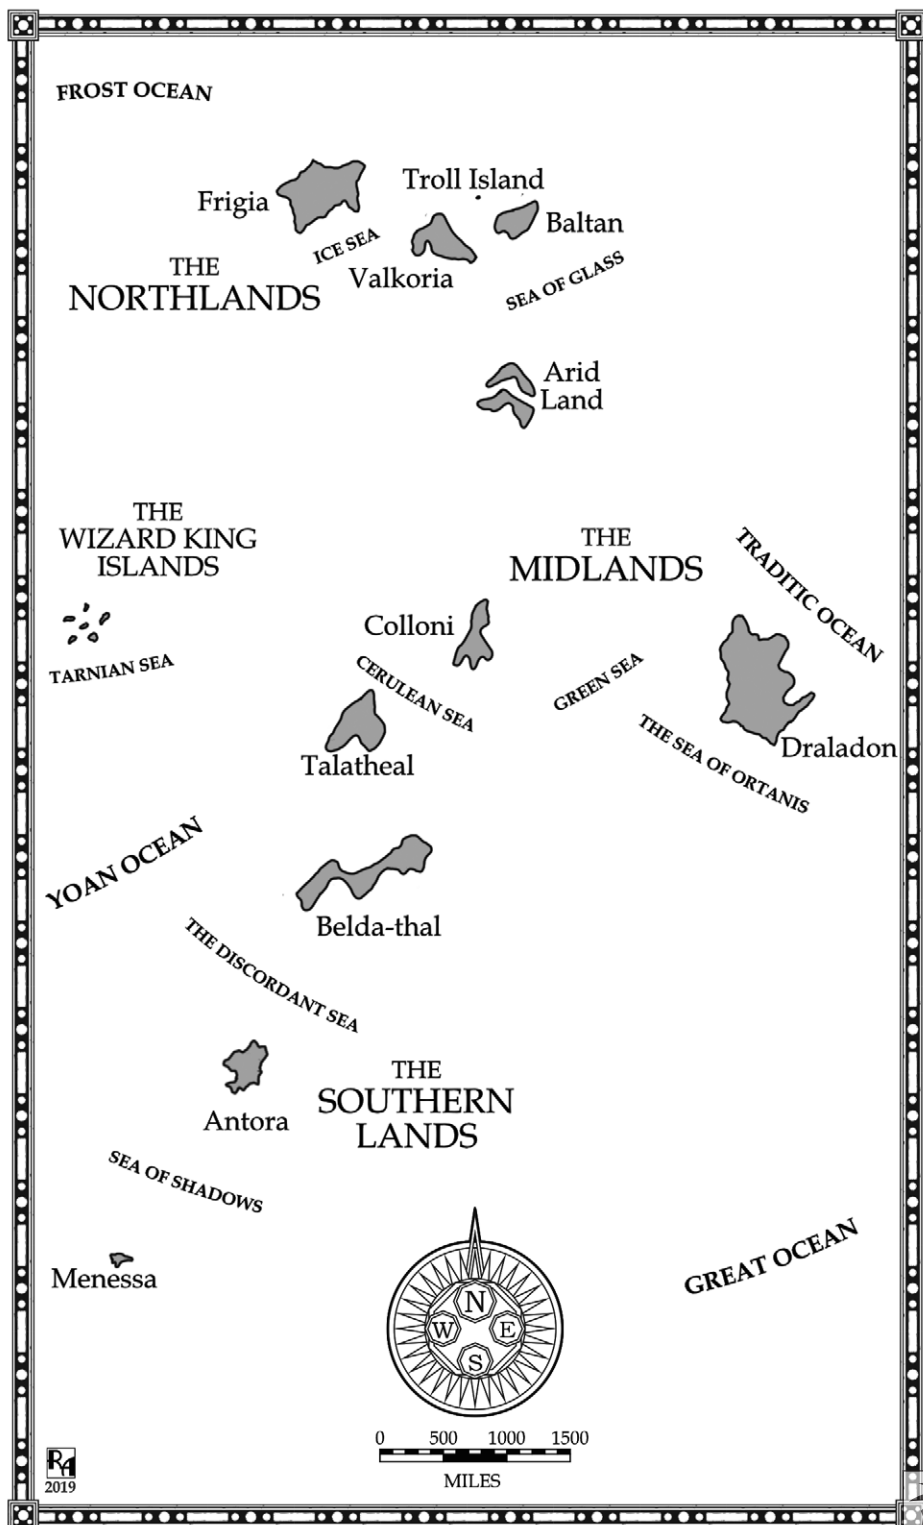 FROST OCEAN
Troll Island
Frigia
Baltan
ICE SEA
Valkoria
SEA OF GLASS
THE
NORTHLANDS
Arid
Land
THE
WIZARD KING
ISLANDS
THE
MIDLANDS
TRADITIC OCEAN
Colloni
TARNIAN SEA
CERULEAN SEA
GREEN SEA
THE SEA OF ORTANIS
Draladon
Talatheal
YOAN OCEAN
Belda-thal
THE DISCORDANT SEA
THE
SOUTHERN
LANDS
Antora
SEA OF SHADOWS
Menessa
GREAT OCEAN
N
W E
S
0 500 1000 1500
MILES
RA
2019